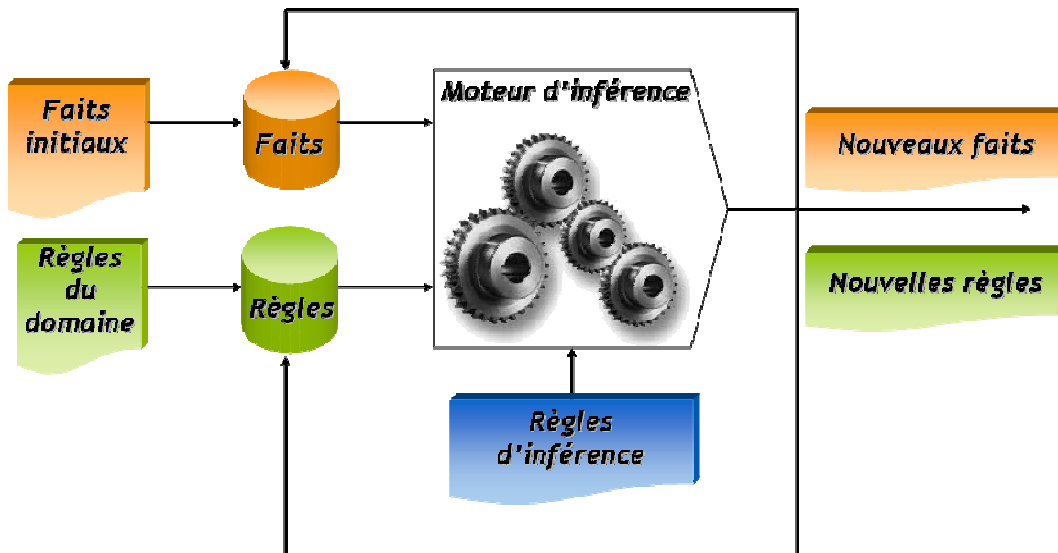 Faits
initiaux
Faits
Moteur d'inférence
Nouveaux faits
Règles
du
domaine
Règles
Nouvelles règles
Règles
d'inférence